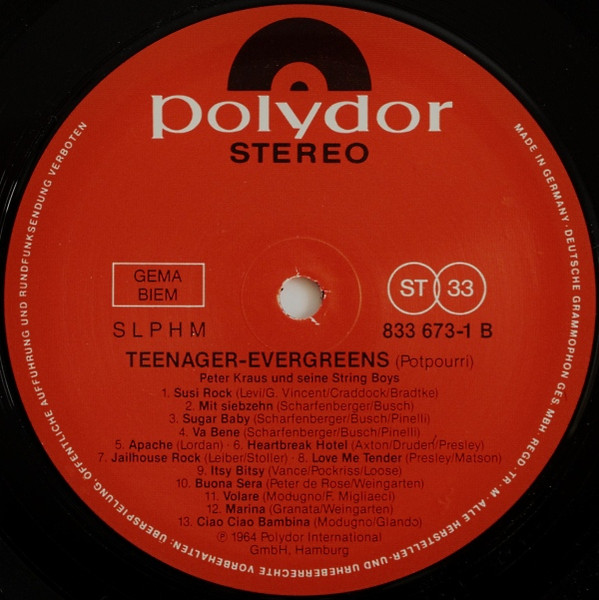 polydor
STEREO
GEMA
BIEM
ST 33
SLPHM
833 673-1 B
TEENAGER-EVERGREENS (Potpourri)
Peter Kraus und seine String Boys
1. Susi Rock (Levi/G. Vincent/Craddock/Bradtke)
2. Mit siebzehn (Scharfenberger/Busch)
3. Sugar Baby (Scharfenberger/Busch/Pinelli)
4. Va Bene (Scharfenberger/Busch/Pinelli)
5. Apache (Lordan) · 6. Heartbreak Hotel (Axton/Druden/Presley)
7. Jailhouse Rock (Leiber/Stoller) · 8. Love Me Tender (Presley/Matson)
9. Itsy Bitsy (Vance/Pockriss/Loose)
10. Buona Sera (Peter de Rose/Weingarten)
11. Volare (Modugno/F. Migliaeci)
12. Marina (Granata/Weingarten)
13. Ciao Ciao Bambina (Modugno/Giando)
℗ 1964 Polydor International
GmbH, Hamburg
MADE IN GERMANY · DEUTSCHE GRAMMOPHON GES. MBH · REGD · TR · M · ALLE HERSTELLER- UND URHEBERRECHTE VORBEHALTEN: ÜBERSPIELUNG, ÖFFENTLICHE AUFFÜHRUNG UND RUNDFUNKSENDUNG VERBOTEN